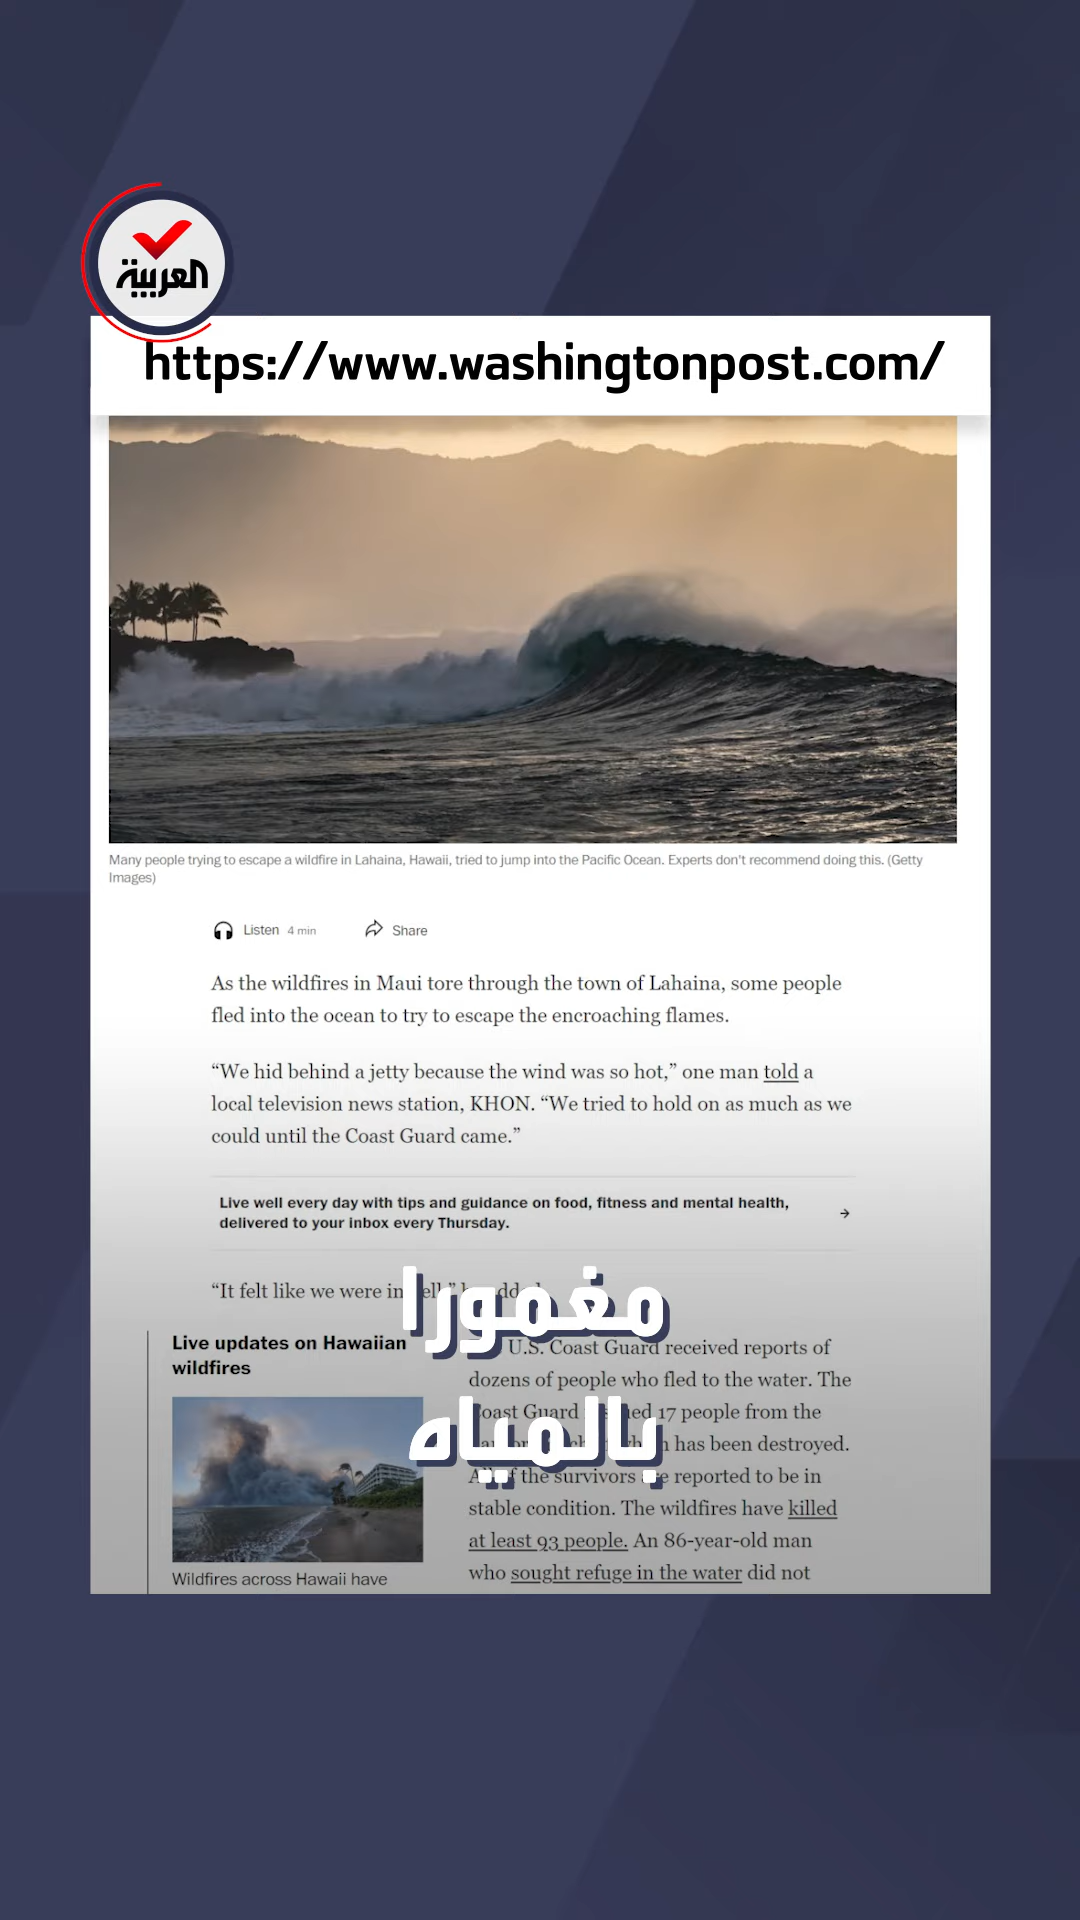 العربية
https://www.washingtonpost.com/
Many people trying to escape a wildfire in Lahaina, Hawaii, tried to jump into the Pacific Ocean. Experts don't recommend doing this. (Getty
Images)
Listen 4 min
Share
As the wildfires in Maui tore through the town of Lahaina, some people
fled into the ocean to try to escape the encroaching flames.
“We hid behind a jetty because the wind was so hot,” one man told a
local television news station, KHON. “We tried to hold on as much as we
could until the Coast Guard came.”
Live well every day with tips and guidance on food, fitness and mental health,
delivered to your inbox every Thursday.
→
“It felt like we were in
مغمورا
بالمياه
Live updates on Hawaiian
wildfires
Wildfires across Hawaii have
U.S. Coast Guard received reports of
dozens of people who fled to the water. The
Coast Guard 17 people from the
has been destroyed.
the survivors reported to be in
stable condition. The wildfires have killed
at least 93 people. An 86-year-old man
who sought refuge in the water did not